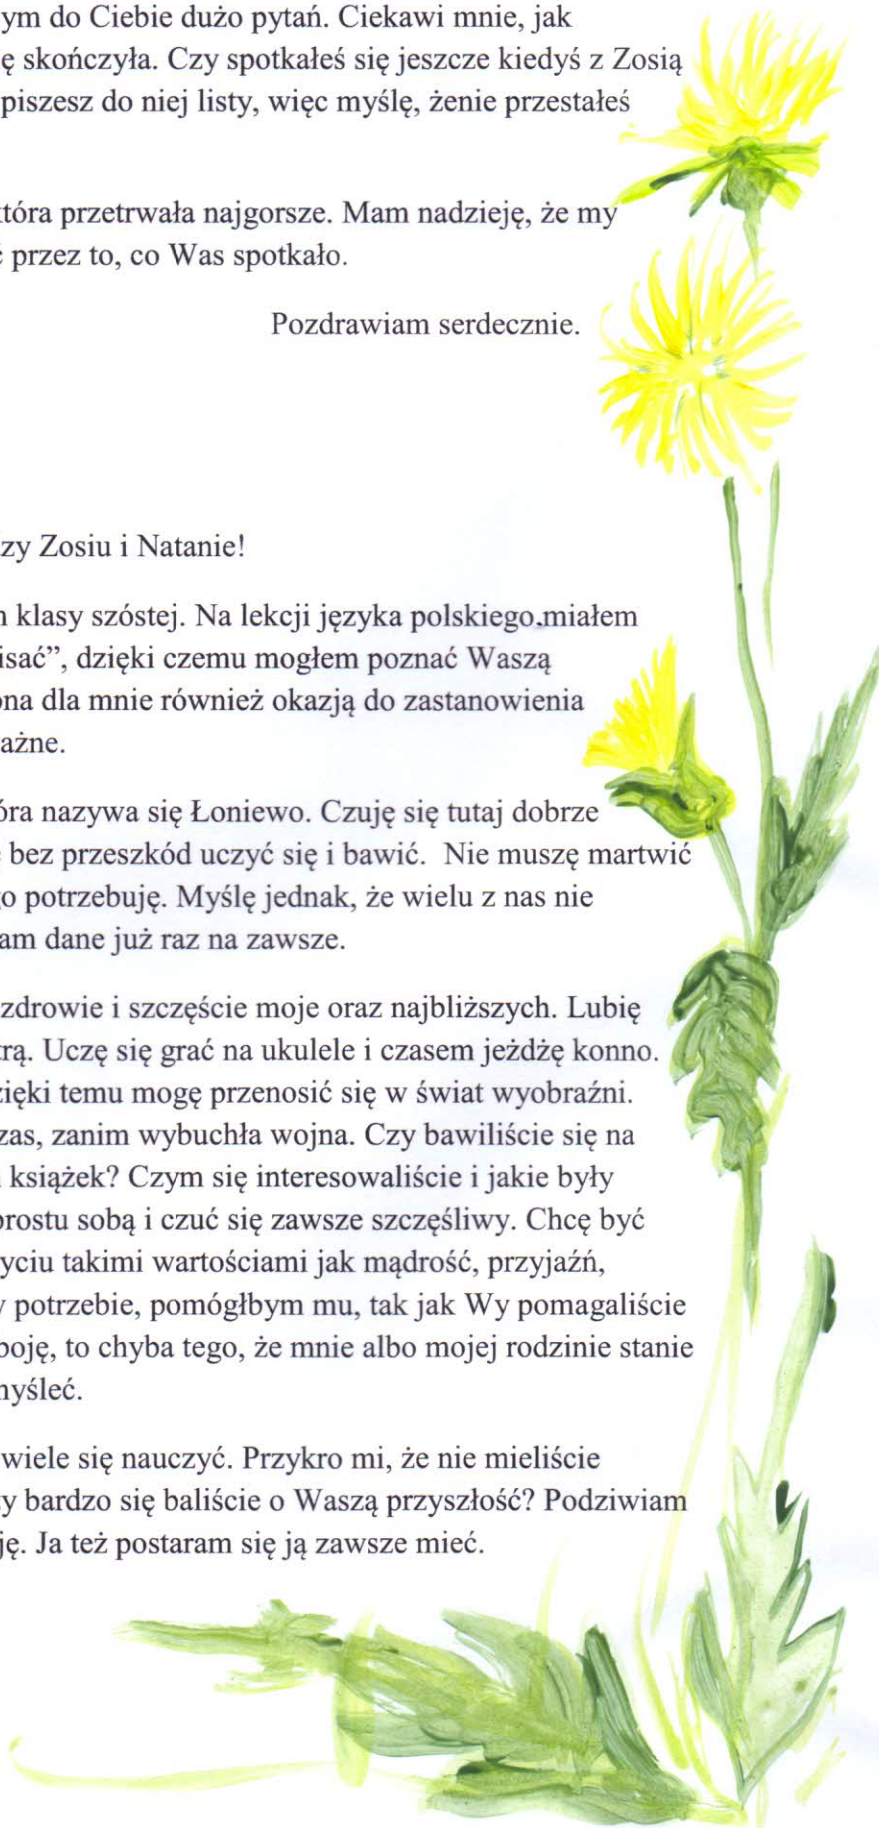 ym do Ciebie dużo pytań. Ciekawi mnie, jak
ę skończyła. Czy spotkałeś się jeszcze kiedyś z Zosią
piszesz do niej listy, więc myślę, żenie przestałeś
tóra przetrwała najgorsze. Mam nadzieję, że my
ć przez to, co Was spotkało.
Pozdrawiam serdecznie.
zy Zosiu i Natanie!
n klasy szóstej. Na lekcji języka polskiego.miałem
isać”, dzięki czemu mogłem poznać Waszą
ona dla mnie również okazją do zastanowienia
ażne.
óra nazywa się Łoniewo. Czuję się tutaj dobrze
bez przeszkód uczyć się i bawić. Nie muszę martwić
o potrzebuję. Myślę jednak, że wielu z nas nie
am dane już raz na zawsze.
zdrowie i szczęście moje oraz najbliższych. Lubię
trą. Uczę się grać na ukulele i czasem jeżdżę konno.
zięki temu mogę przenosić się w świat wyobraźni.
zas, zanim wybuchła wojna. Czy bawiliście się na
książek? Czym się interesowaliście i jakie były
prostu sobą i czuć się zawsze szczęśliwy. Chcę być
yciu takimi wartościami jak mądrość, przyjaźń,
potrzebie, pomógłbym mu, tak jak Wy pomagaliście
boję, to chyba tego, że mnie albo mojej rodzinie stanie
myśleć.
wiele się nauczyć. Przykro mi, że nie mieliście
zy bardzo się baliście o Waszą przyszłość? Podziwiam
ję. Ja też postaram się ją zawsze mieć.